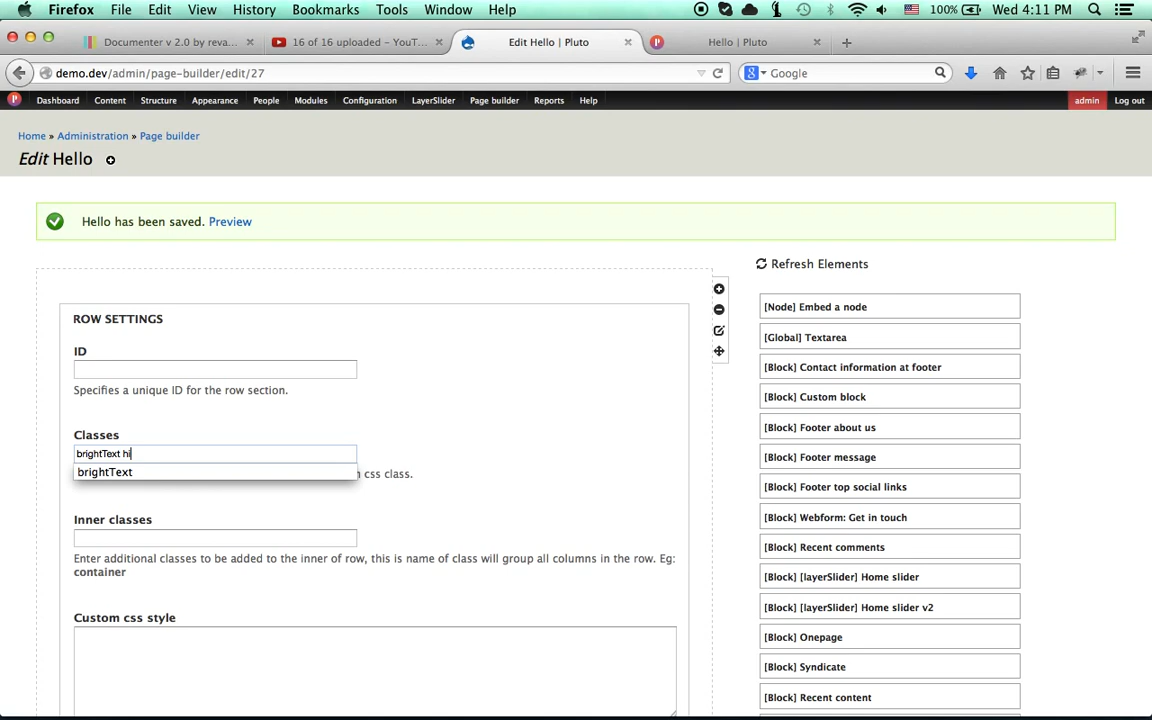 Firefox File Edit View History Bookmarks Tools Window Help 100% Wed 4:11 PM
Documenter v 2.0 by reva... × 16 of 16 uploaded – YouT... × Edit Hello | Pluto × Hello | Pluto × +
demo.dev/admin/page-builder/edit/27 Google
Dashboard Content Structure Appearance People Modules Configuration LayerSlider Page builder Reports Help admin Log out
Home » Administration » Page builder
Edit Hello
Hello has been saved. Preview
Refresh Elements
ROW SETTINGS
ID
Specifies a unique ID for the row section.
Classes
brightText hi
brightText
css class.
Inner classes
Enter additional classes to be added to the inner of row, this is name of class will group all columns in the row. Eg:
container
Custom css style
[Node] Embed a node
[Global] Textarea
[Block] Contact information at footer
[Block] Custom block
[Block] Footer about us
[Block] Footer message
[Block] Footer top social links
[Block] Webform: Get in touch
[Block] Recent comments
[Block] [layerSlider] Home slider
[Block] [layerSlider] Home slider v2
[Block] Onepage
[Block] Syndicate
[Block] Recent content